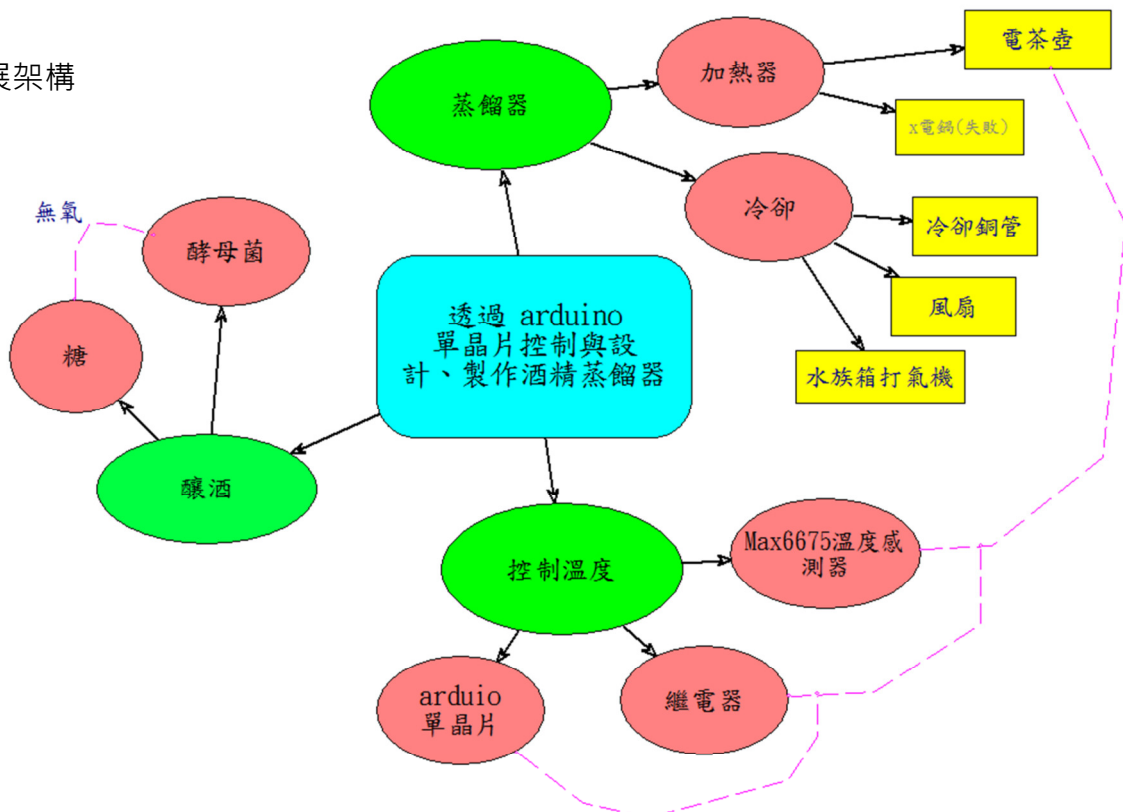 展架構
電茶壺
加熱器
蒸餾器
x電鍋(失敗)
無氧
酵母菌
冷卻
冷卻銅管
風扇
水族箱打氣機
透過 arduino
單晶片控制與設
計、製作酒精蒸餾器
糖
釀酒
控制溫度
Max6675溫度感
測器
arduio
單晶片
繼電器